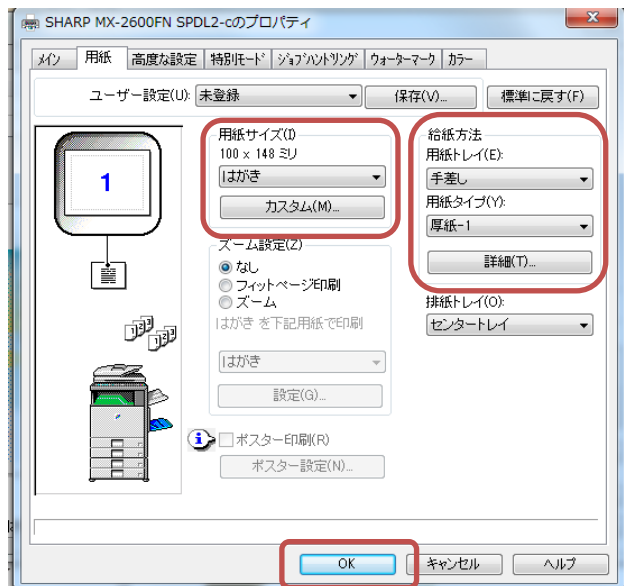 SHARP MX-2600FN SPDL2-cのプロパティ
メイン 用紙 高度な設定 特別モード ジョブハンドリング ウォーターマーク カラー
ユーザー設定(U): 未登録 保存(V)... 標準に戻す(F)
用紙サイズ(I)
100 x 148 ミリ
はがき
カスタム(M)...
ズーム設定(Z)
なし
フィットページ印刷
ズーム
はがき を下記用紙で印刷
はがき
設定(G)...
ポスター印刷(R)
ポスター設定(N)...
給紙方法
用紙トレイ(E):
手差し
用紙タイプ(Y):
厚紙-1
詳細(T)...
排紙トレイ(O):
センタートレイ
1
1 2 3
1 2 3
OK キャンセル ヘルプ